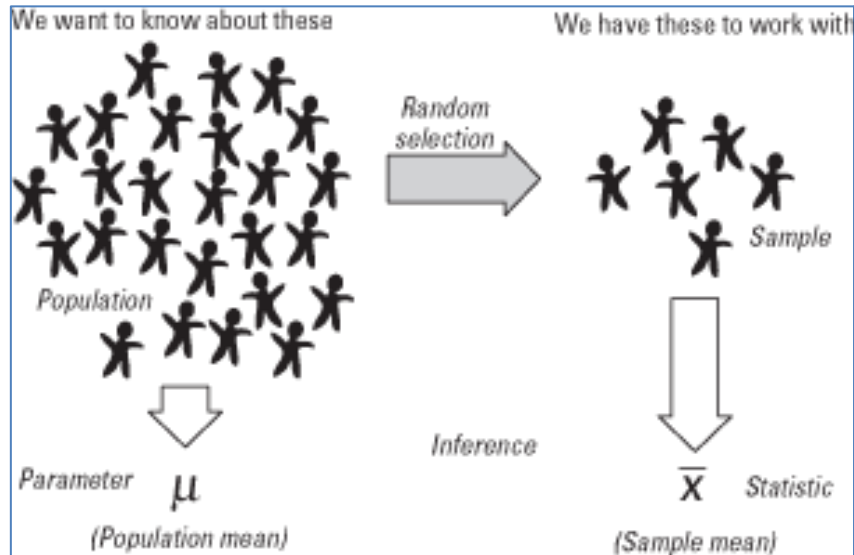 We want to know about these
We have these to work with
Random
selection
Population
Sample
Inference
Parameter μ
x̄ Statistic
(Population mean)
(Sample mean)